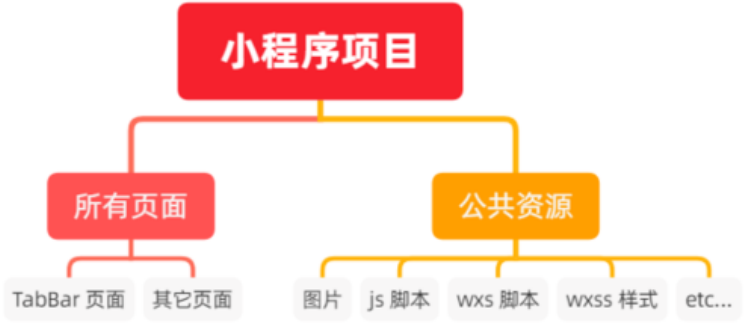 小程序项目
所有页面
公共资源
TabBar 页面
其它页面
图片
js 脚本
wxs 脚本
wxss 样式
etc...